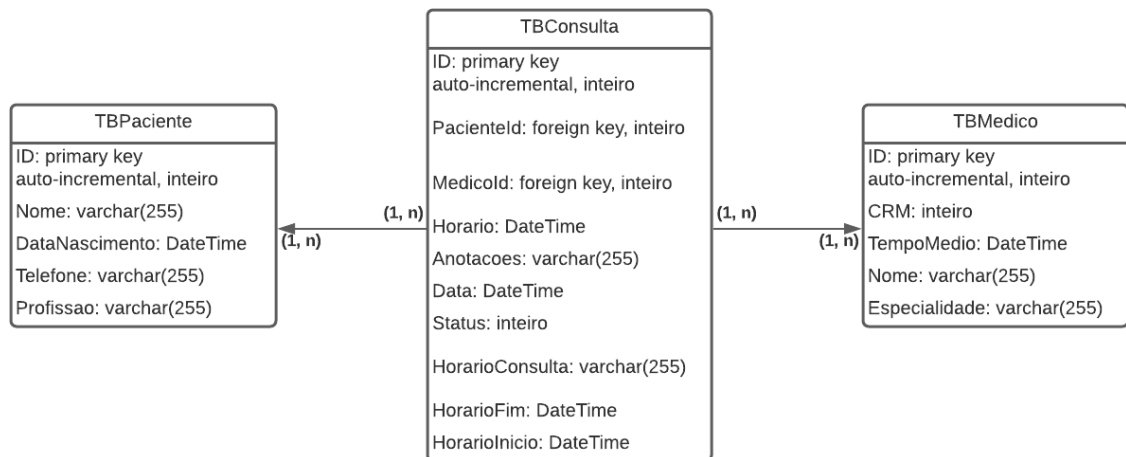 TBPaciente
ID: primary key
auto-incremental, inteiro
Nome: varchar(255)
DataNascimento: DateTime
Telefone: varchar(255)
Profissao: varchar(255)
(1, n)
(1, n)
TBConsulta
ID: primary key
auto-incremental, inteiro
PacienteId: foreign key, inteiro
MedicoId: foreign key, inteiro
Horario: DateTime
Anotacoes: varchar(255)
Data: DateTime
Status: inteiro
HorarioConsulta: varchar(255)
HorarioFim: DateTime
HorarioInicio: DateTime
(1, n)
(1, n)
TBMedico
ID: primary key
auto-incremental, inteiro
CRM: inteiro
TempoMedio: DateTime
Nome: varchar(255)
Especialidade: varchar(255)